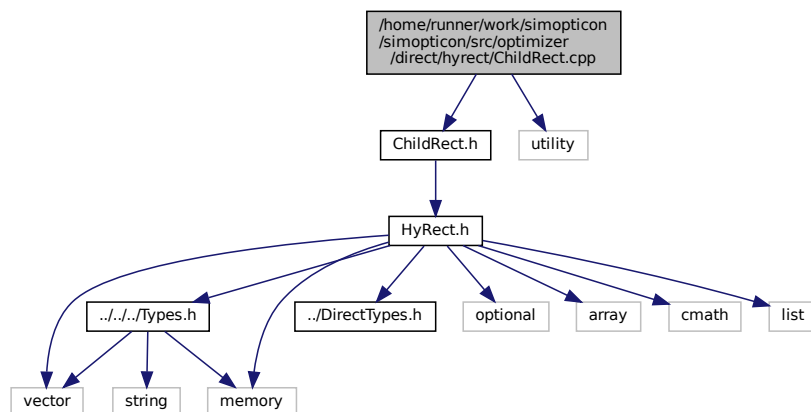 /home/runner/work/simopticon
/simopticon/src/optimizer
/direct/hyrect/ChildRect.cpp
ChildRect.h
utility
HyRect.h
../../../Types.h
../DirectTypes.h
optional
array
cmath
list
vector
string
memory